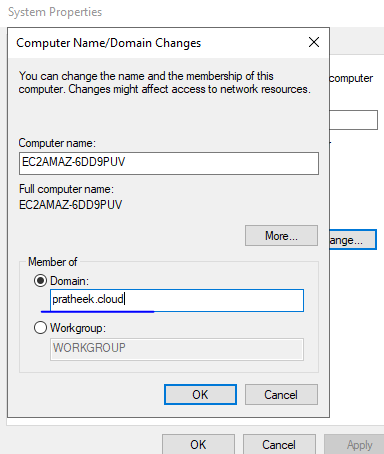 System Properties
Computer Name/Domain Changes
You can change the name and the membership of this
computer. Changes might affect access to network resources.
computer
Computer name:
EC2AMAZ-6DD9PUV
Full computer name:
EC2AMAZ-6DD9PUV
More...
ange...
Member of
Domain:
pratheek.cloud
Workgroup:
WORKGROUP
OK
Cancel
OK
Cancel
Apply